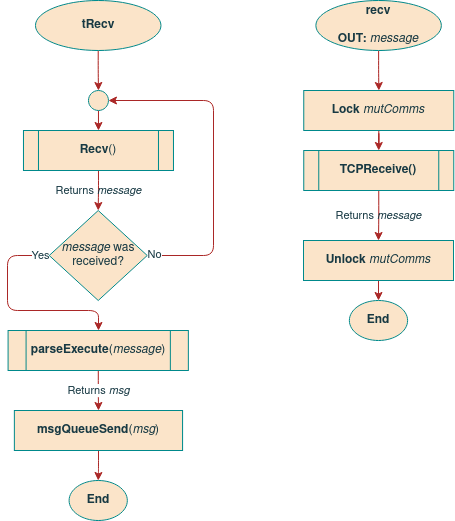 tRecv
Recv()
Returns message
message was
received?
Yes
No
parseExecute(message)
Returns msg
msgQueueSend(msg)
End
recv
OUT: message
Lock mutComms
TCPReceive()
Returns message
Unlock mutComms
End